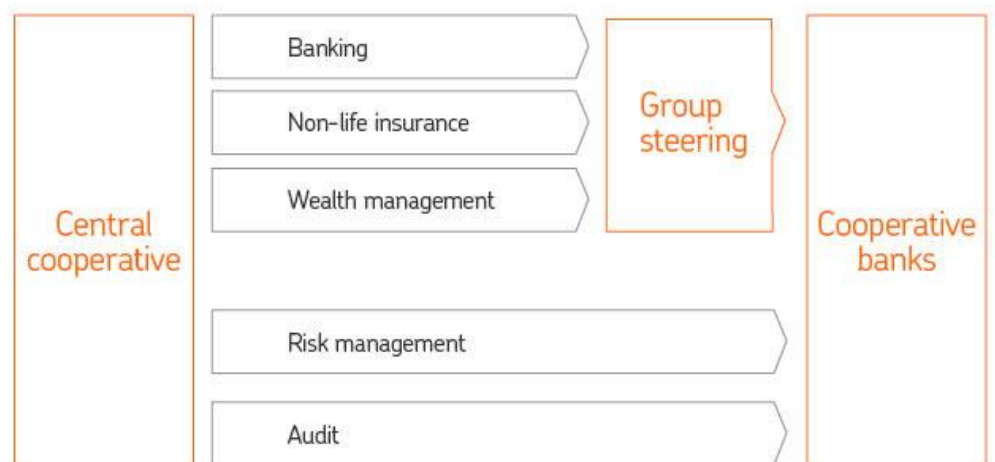 Central
cooperative
Banking
Non-life insurance
Wealth management
Group
steering
Risk management
Audit
Cooperative
banks